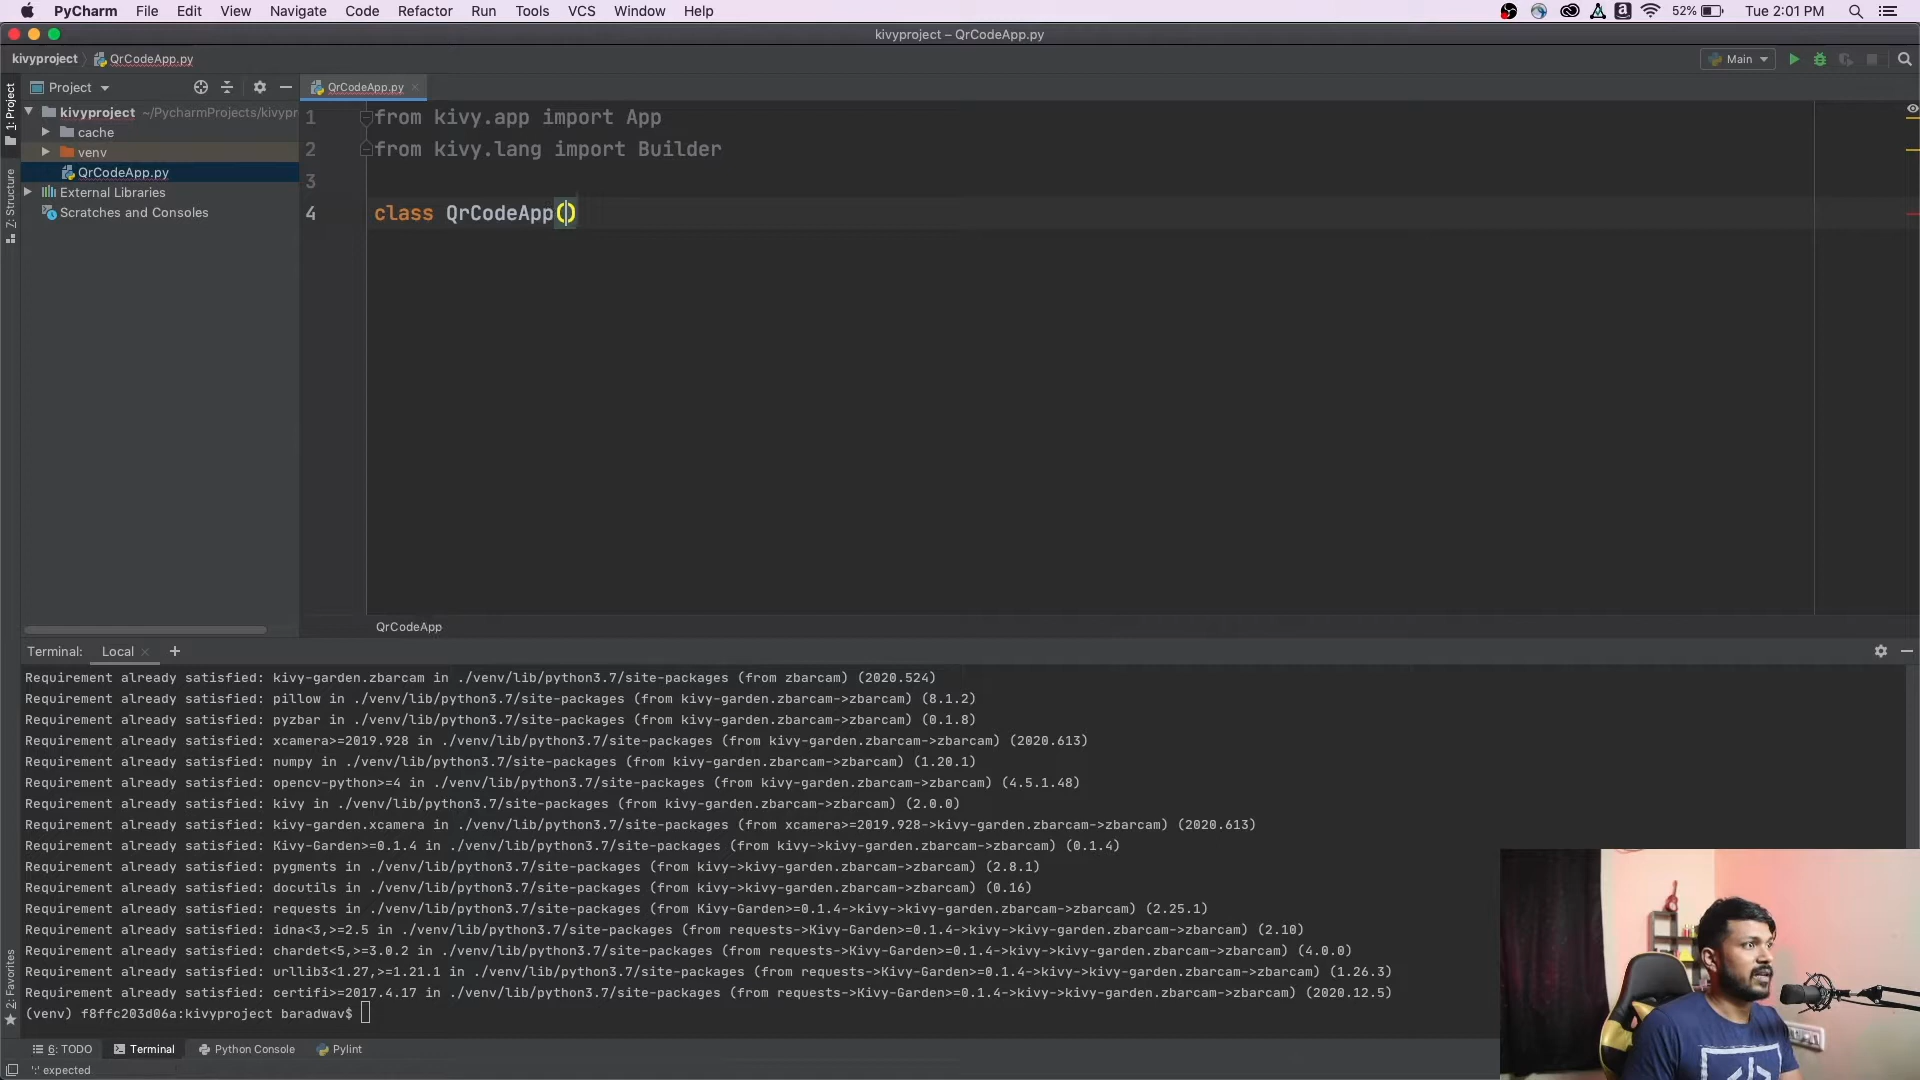 PyCharm File Edit View Navigate Code Refactor Run Tools VCS Window Help 52% Tue 2:01 PM
kivyproject – QrCodeApp.py
kivyproject QrCodeApp.py Main
1: Project
Project
QrCodeApp.py
kivyproject ~/PycharmProjects/kivypr
cache
venv
QrCodeApp.py
External Libraries
Scratches and Consoles
Z: Structure
1 from kivy.app import App
2 from kivy.lang import Builder
3
4 class QrCodeApp()
QrCodeApp
Terminal: Local +
Requirement already satisfied: kivy-garden.zbarcam in ./venv/lib/python3.7/site-packages (from zbarcam) (2020.524)
Requirement already satisfied: pillow in ./venv/lib/python3.7/site-packages (from kivy-garden.zbarcam->zbarcam) (8.1.2)
Requirement already satisfied: pyzbar in ./venv/lib/python3.7/site-packages (from kivy-garden.zbarcam->zbarcam) (0.1.8)
Requirement already satisfied: xcamera>=2019.928 in ./venv/lib/python3.7/site-packages (from kivy-garden.zbarcam->zbarcam) (2020.613)
Requirement already satisfied: numpy in ./venv/lib/python3.7/site-packages (from kivy-garden.zbarcam->zbarcam) (1.20.1)
Requirement already satisfied: opencv-python>=4 in ./venv/lib/python3.7/site-packages (from kivy-garden.zbarcam->zbarcam) (4.5.1.48)
Requirement already satisfied: kivy in ./venv/lib/python3.7/site-packages (from kivy-garden.zbarcam->zbarcam) (2.0.0)
Requirement already satisfied: kivy-garden.xcamera in ./venv/lib/python3.7/site-packages (from xcamera>=2019.928->kivy-garden.zbarcam->zbarcam) (2020.613)
Requirement already satisfied: Kivy-Garden>=0.1.4 in ./venv/lib/python3.7/site-packages (from kivy->kivy-garden.zbarcam->zbarcam) (0.1.4)
Requirement already satisfied: pygments in ./venv/lib/python3.7/site-packages (from kivy->kivy-garden.zbarcam->zbarcam) (2.8.1)
Requirement already satisfied: docutils in ./venv/lib/python3.7/site-packages (from kivy->kivy-garden.zbarcam->zbarcam) (0.16)
Requirement already satisfied: requests in ./venv/lib/python3.7/site-packages (from Kivy-Garden>=0.1.4->kivy->kivy-garden.zbarcam->zbarcam) (2.25.1)
Requirement already satisfied: idna<3,>=2.5 in ./venv/lib/python3.7/site-packages (from requests->Kivy-Garden>=0.1.4->kivy->kivy-garden.zbarcam->zbarcam) (2.10)
Requirement already satisfied: chardet<5,>=3.0.2 in ./venv/lib/python3.7/site-packages (from requests->Kivy-Garden>=0.1.4->kivy->kivy-garden.zbarcam->zbarcam) (4.0.0)
Requirement already satisfied: urllib3<1.27,>=1.21.1 in ./venv/lib/python3.7/site-packages (from requests->Kivy-Garden>=0.1.4->kivy->kivy-garden.zbarcam->zbarcam) (1.26.3)
Requirement already satisfied: certifi>=2017.4.17 in ./venv/lib/python3.7/site-packages (from requests->Kivy-Garden>=0.1.4->kivy->kivy-garden.zbarcam->zbarcam) (2020.12.5)
(venv) f8ffc203d06a:kivyproject baradwav$
2: Favorites
6: TODO Terminal Python Console Pylint
':' expected